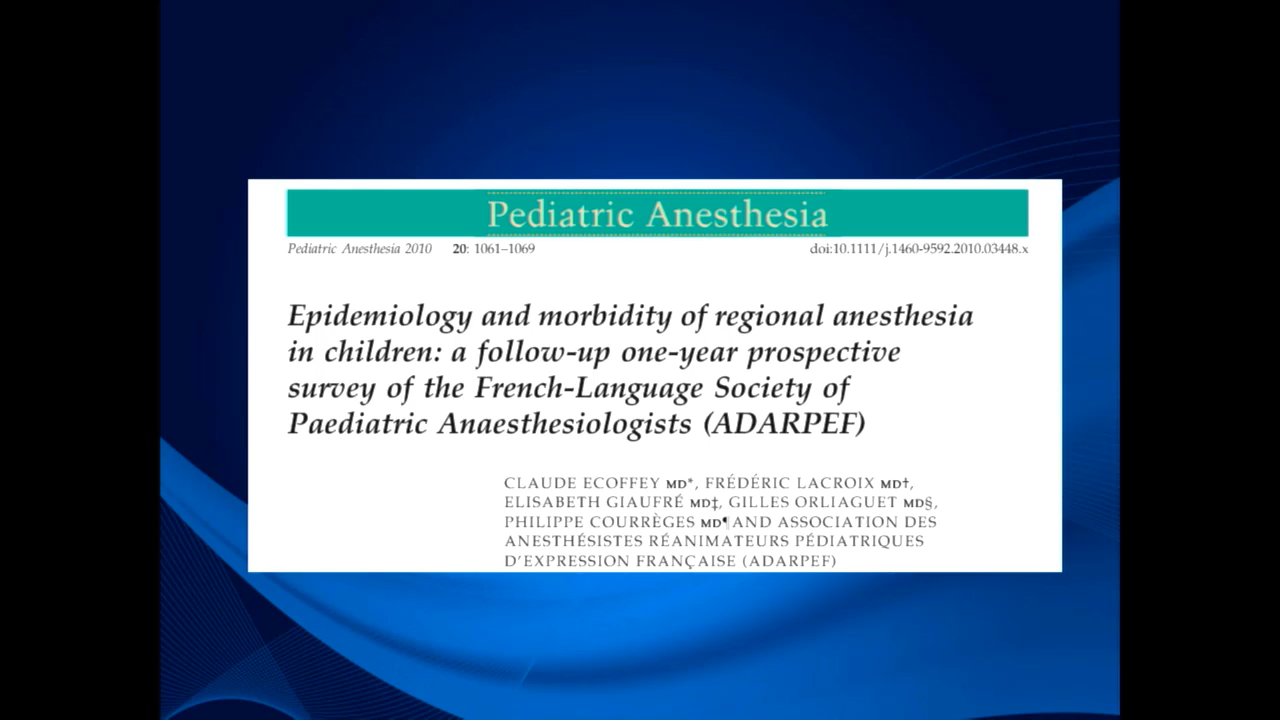 Pediatric Anesthesia
Pediatric Anesthesia 2010 20: 1061–1069 doi:10.1111/j.1460-9592.2010.03448.x
Epidemiology and morbidity of regional anesthesia
in children: a follow-up one-year prospective
survey of the French-Language Society of
Paediatric Anaesthesiologists (ADARPEF)
CLAUDE ECOFFEY MD*, FRÉDÉRIC LACROIX MD†,
ELISABETH GIAUFRÉ MD‡, GILLES ORLIAGUET MD§,
PHILIPPE COURRÈGES MD¶ AND ASSOCIATION DES
ANESTHÉSISTES RÉANIMATEURS PÉDIATRIQUES
D'EXPRESSION FRANÇAISE (ADARPEF)